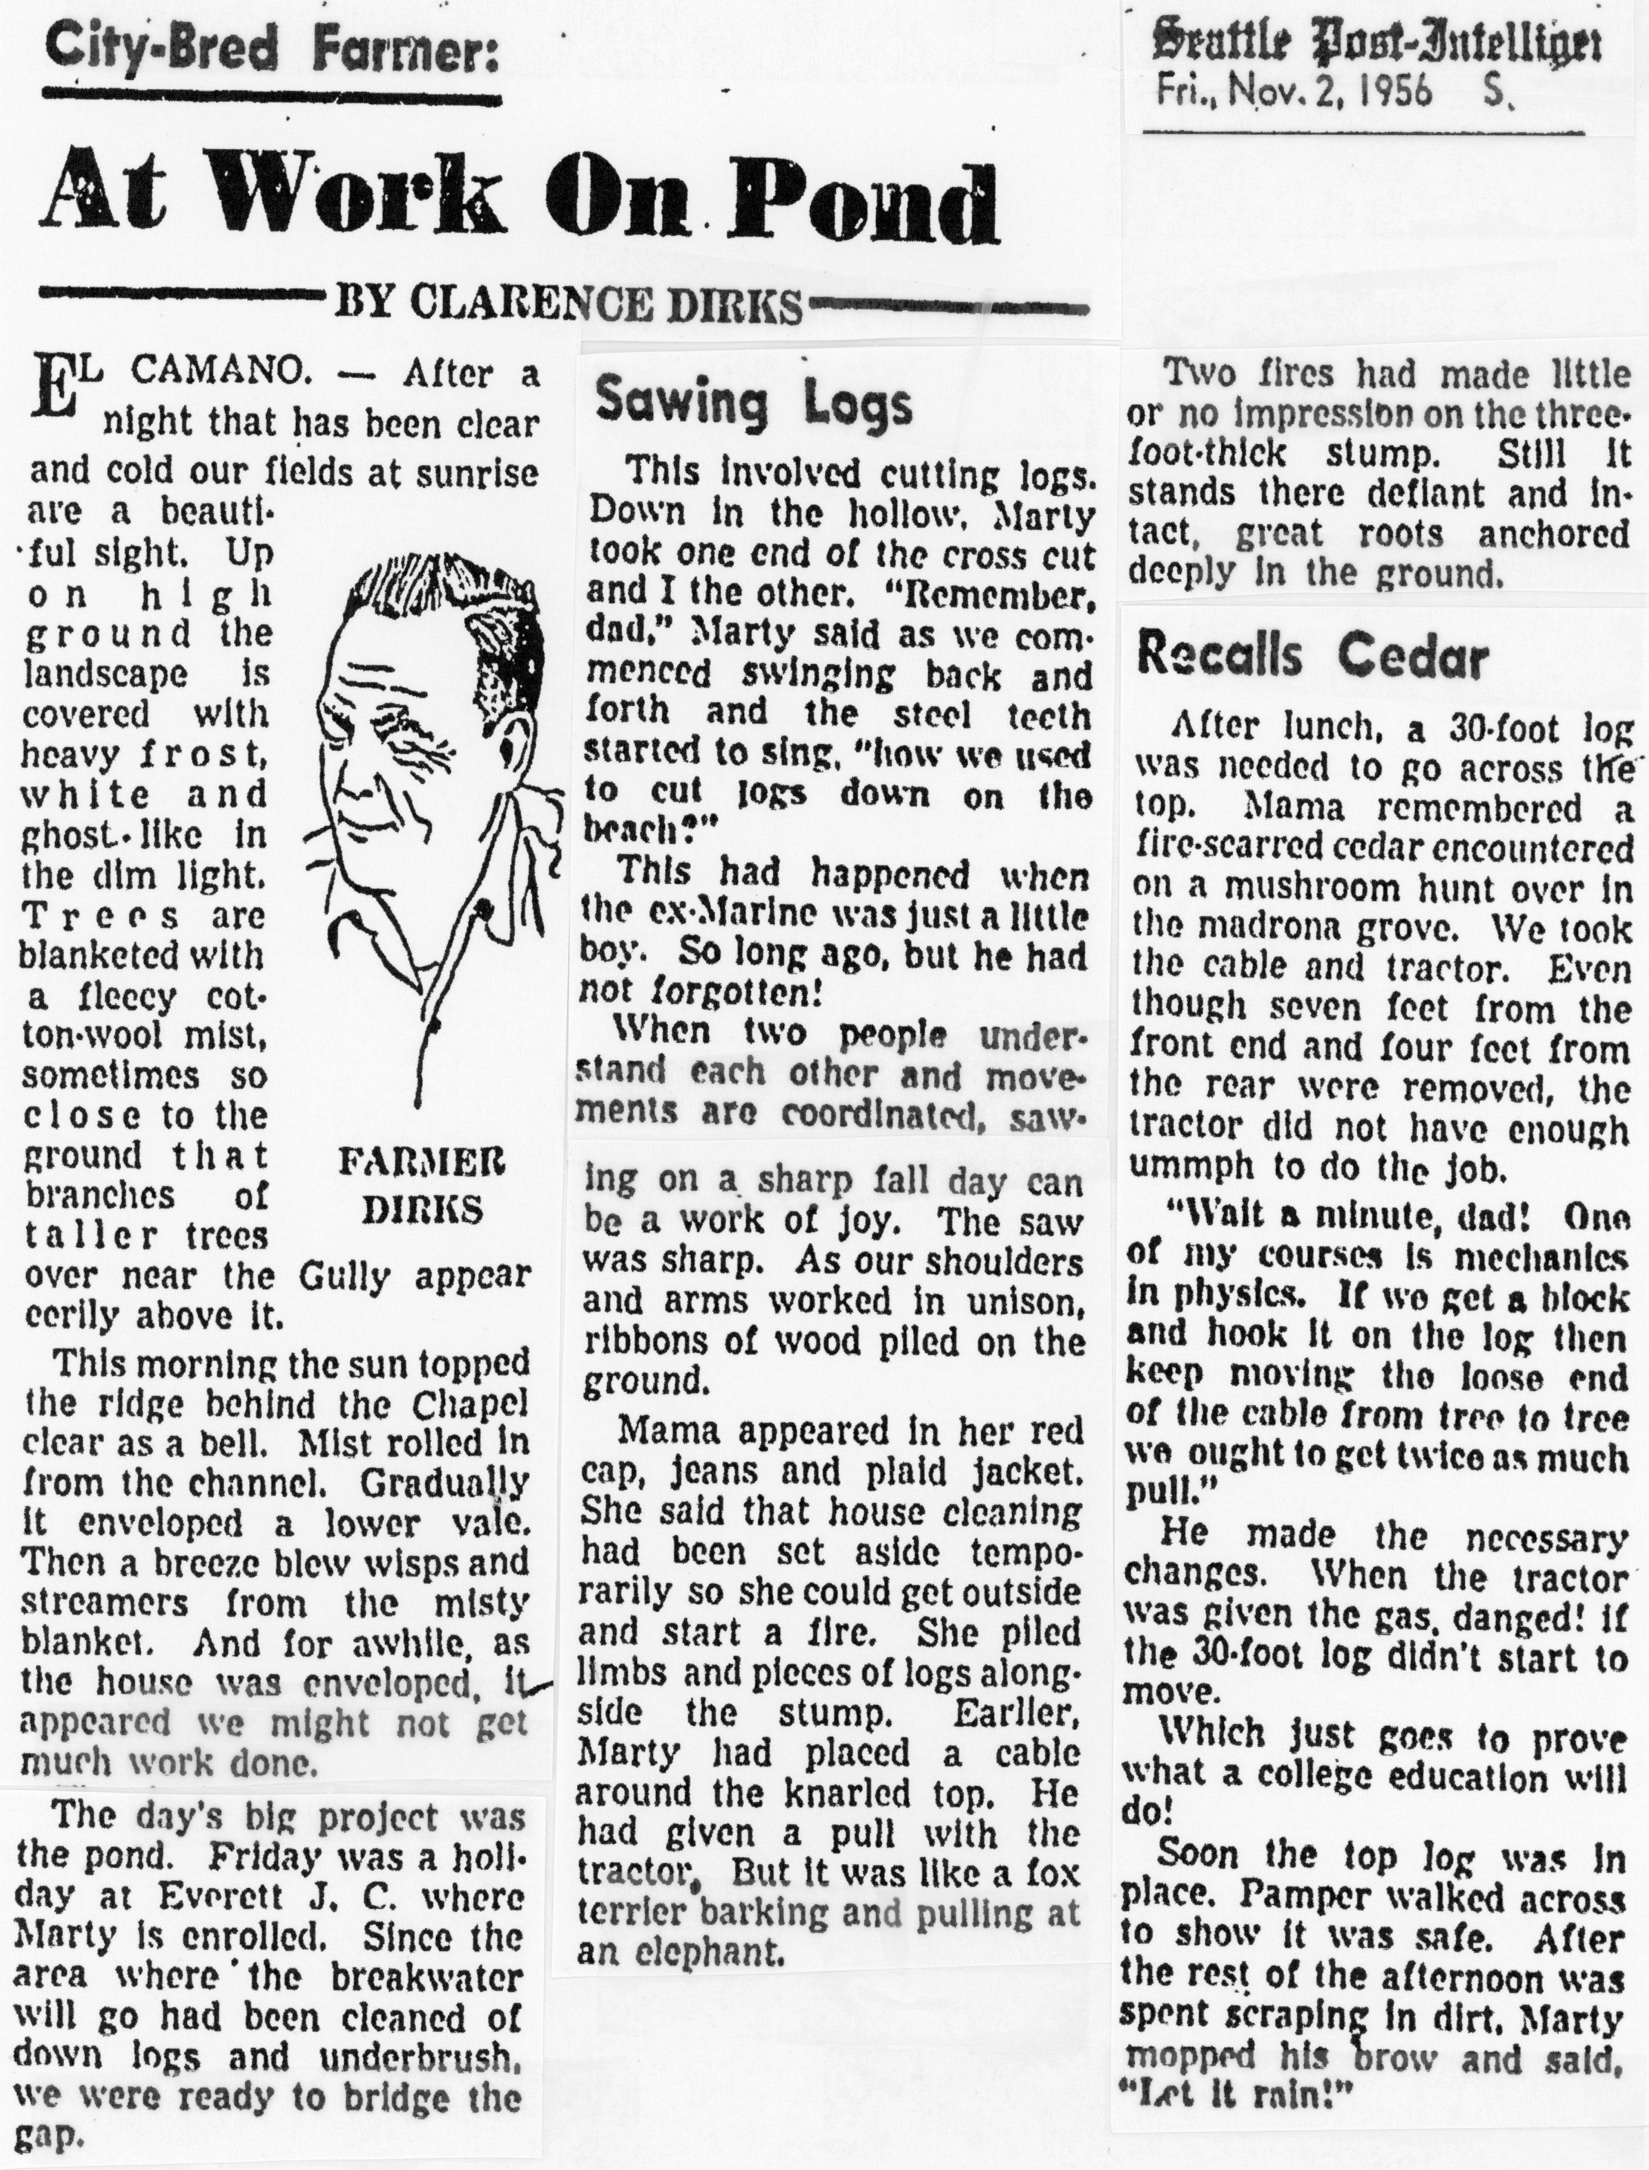 City-Bred Farmer:
At Work On Pond
BY CLARENCE DIRKS
Seattle Post-Intelligen
Fri., Nov. 2, 1956 S.
EL CAMANO. — After a
night that has been clear
and cold our fields at sunrise
are a beauti-
ful sight. Up
on high
ground the
landscape is
covered with
heavy frost,
white and
ghost-like in
the dim light.
Trees are
blanketed with
a fleecy cot-
ton-wool mist,
sometimes so
close to the
ground that
branches of
taller trees
over near the Gully appear
eerily above it.
FARMER
DIRKS
This morning the sun topped
the ridge behind the Chapel
clear as a bell. Mist rolled in
from the channel. Gradually
it enveloped a lower vale.
Then a breeze blew wisps and
streamers from the misty
blanket. And for awhile, as
the house was enveloped, it
appeared we might not get
much work done.
The day's big project was
the pond. Friday was a holi-
day at Everett J. C. where
Marty is enrolled. Since the
area where the breakwater
will go had been cleaned of
down logs and underbrush,
we were ready to bridge the
gap.
Sawing Logs
This involved cutting logs.
Down in the hollow, Marty
took one end of the cross cut
and I the other. "Remember,
dad," Marty said as we com-
menced swinging back and
forth and the steel teeth
started to sing, "how we used
to cut logs down on the
beach?"
This had happened when
the ex-Marine was just a little
boy. So long ago, but he had
not forgotten!
When two people under-
stand each other and move-
ments are coordinated, saw-
ing on a sharp fall day can
be a work of joy. The saw
was sharp. As our shoulders
and arms worked in unison,
ribbons of wood piled on the
ground.
Mama appeared in her red
cap, jeans and plaid jacket.
She said that house cleaning
had been set aside tempo-
rarily so she could get outside
and start a fire. She piled
limbs and pieces of logs along-
side the stump. Earlier,
Marty had placed a cable
around the knarled top. He
had given a pull with the
tractor. But it was like a fox
terrier barking and pulling at
an elephant.
Two fires had made little
or no impression on the three-
foot-thick stump. Still it
stands there defiant and in-
tact, great roots anchored
deeply in the ground.
Recalls Cedar
After lunch, a 30-foot log
was needed to go across the
top. Mama remembered a
fire-scarred cedar encountered
on a mushroom hunt over in
the madrona grove. We took
the cable and tractor. Even
though seven feet from the
front end and four feet from
the rear were removed, the
tractor did not have enough
ummph to do the job.
"Wait a minute, dad! One
of my courses is mechanics
in physics. If we get a block
and hook it on the log then
keep moving the loose end
of the cable from tree to tree
we ought to get twice as much
pull."
He made the necessary
changes. When the tractor
was given the gas, danged! if
the 30-foot log didn't start to
move.
Which just goes to prove
what a college education will
do!
Soon the top log was in
place. Pamper walked across
to show it was safe. After
the rest of the afternoon was
spent scraping in dirt, Marty
mopped his brow and said,
"Let it rain!"